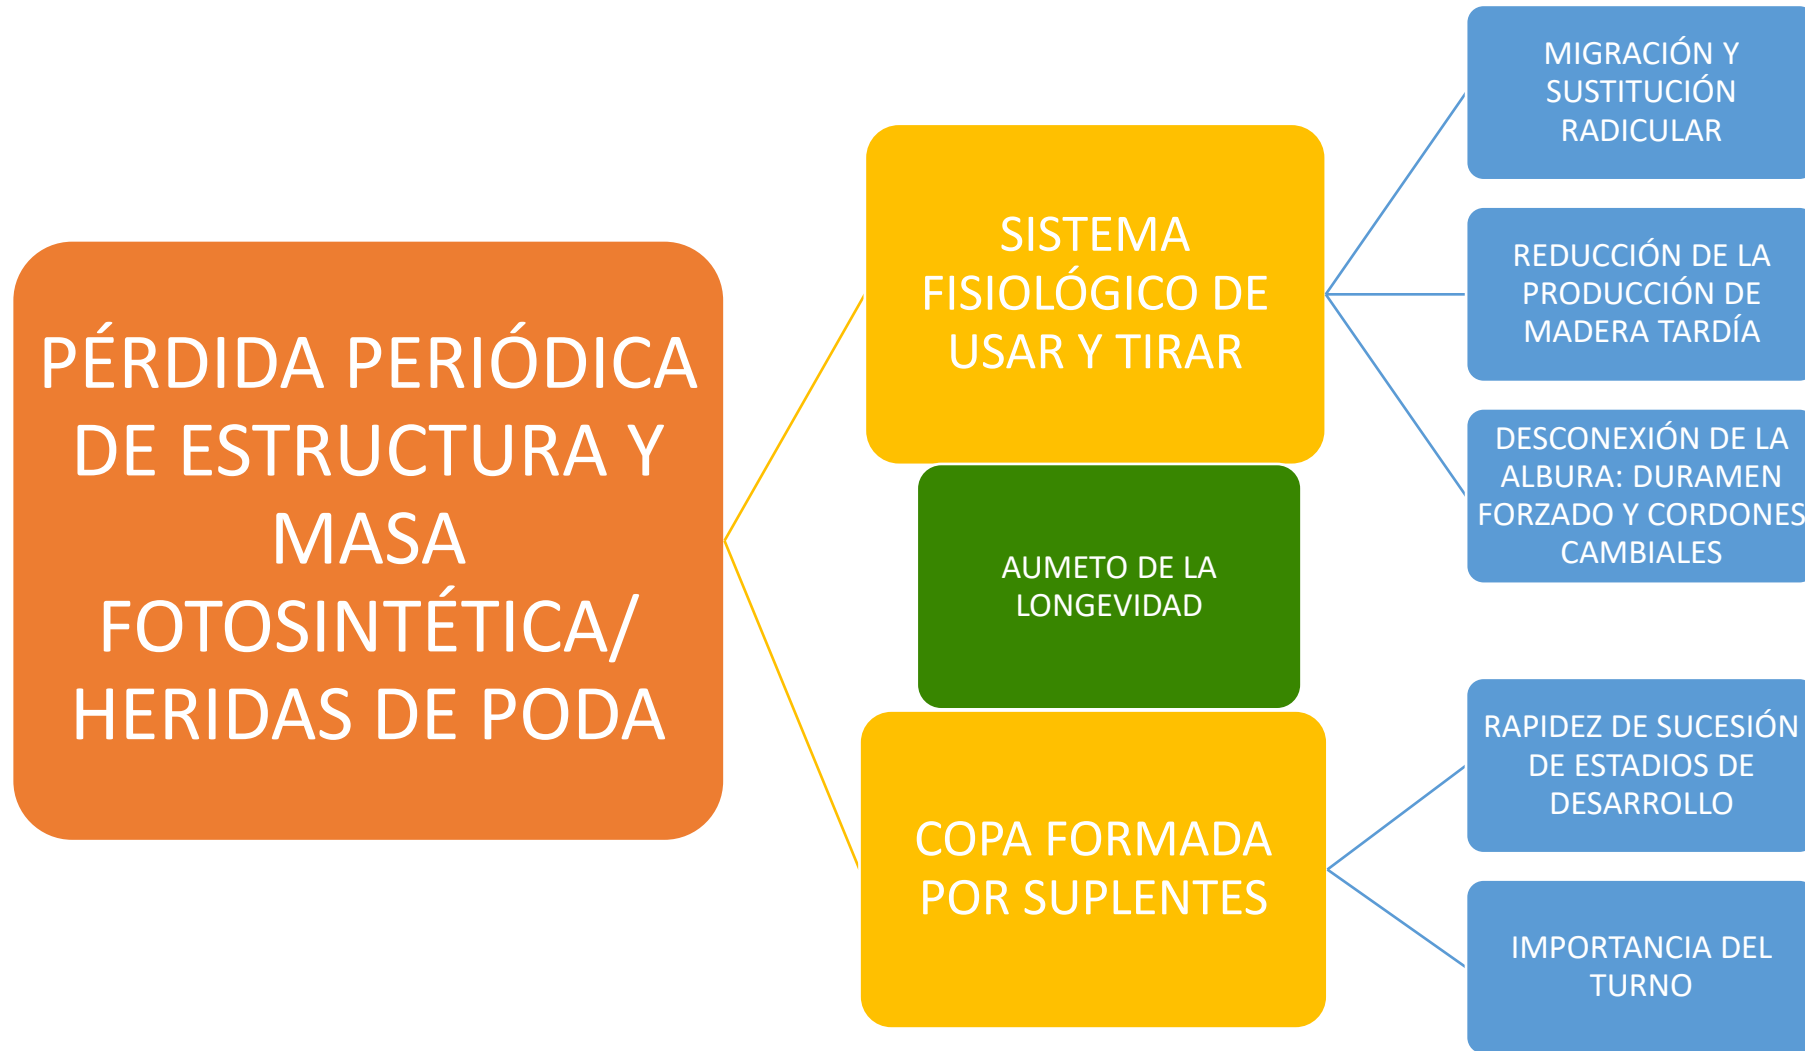 PÉRDIDA PERIÓDICA
DE ESTRUCTURA Y
MASA
FOTOSINTÉTICA/
HERIDAS DE PODA
SISTEMA
FISIOLÓGICO DE
USAR Y TIRAR
AUMETO DE LA
LONGEVIDAD
COPA FORMADA
POR SUPLENTES
MIGRACIÓN Y
SUSTITUCIÓN
RADICULAR
REDUCCIÓN DE LA
PRODUCCIÓN DE
MADERA TARDÍA
DESCONEXIÓN DE LA
ALBURA: DURAMEN
FORZADO Y CORDONES
CAMBIALES
RAPIDEZ DE SUCESIÓN
DE ESTADIOS DE
DESARROLLO
IMPORTANCIA DEL
TURNO